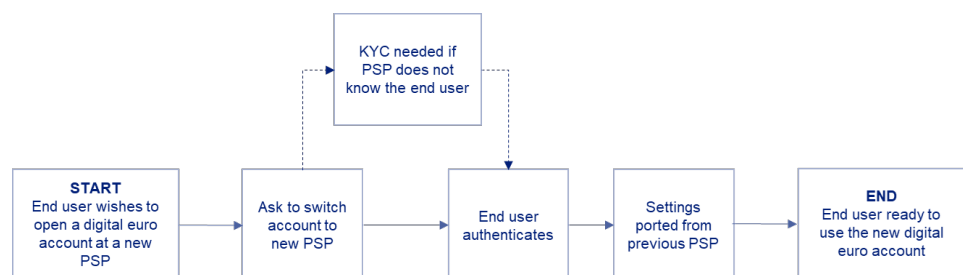 KYC needed if
PSP does not
know the end user
START
End user wishes to
open a digital euro
account at a new
PSP
Ask to switch
account to
new PSP
End user
authenticates
Settings
ported from
previous PSP
END
End user ready to
use the new digital
euro account